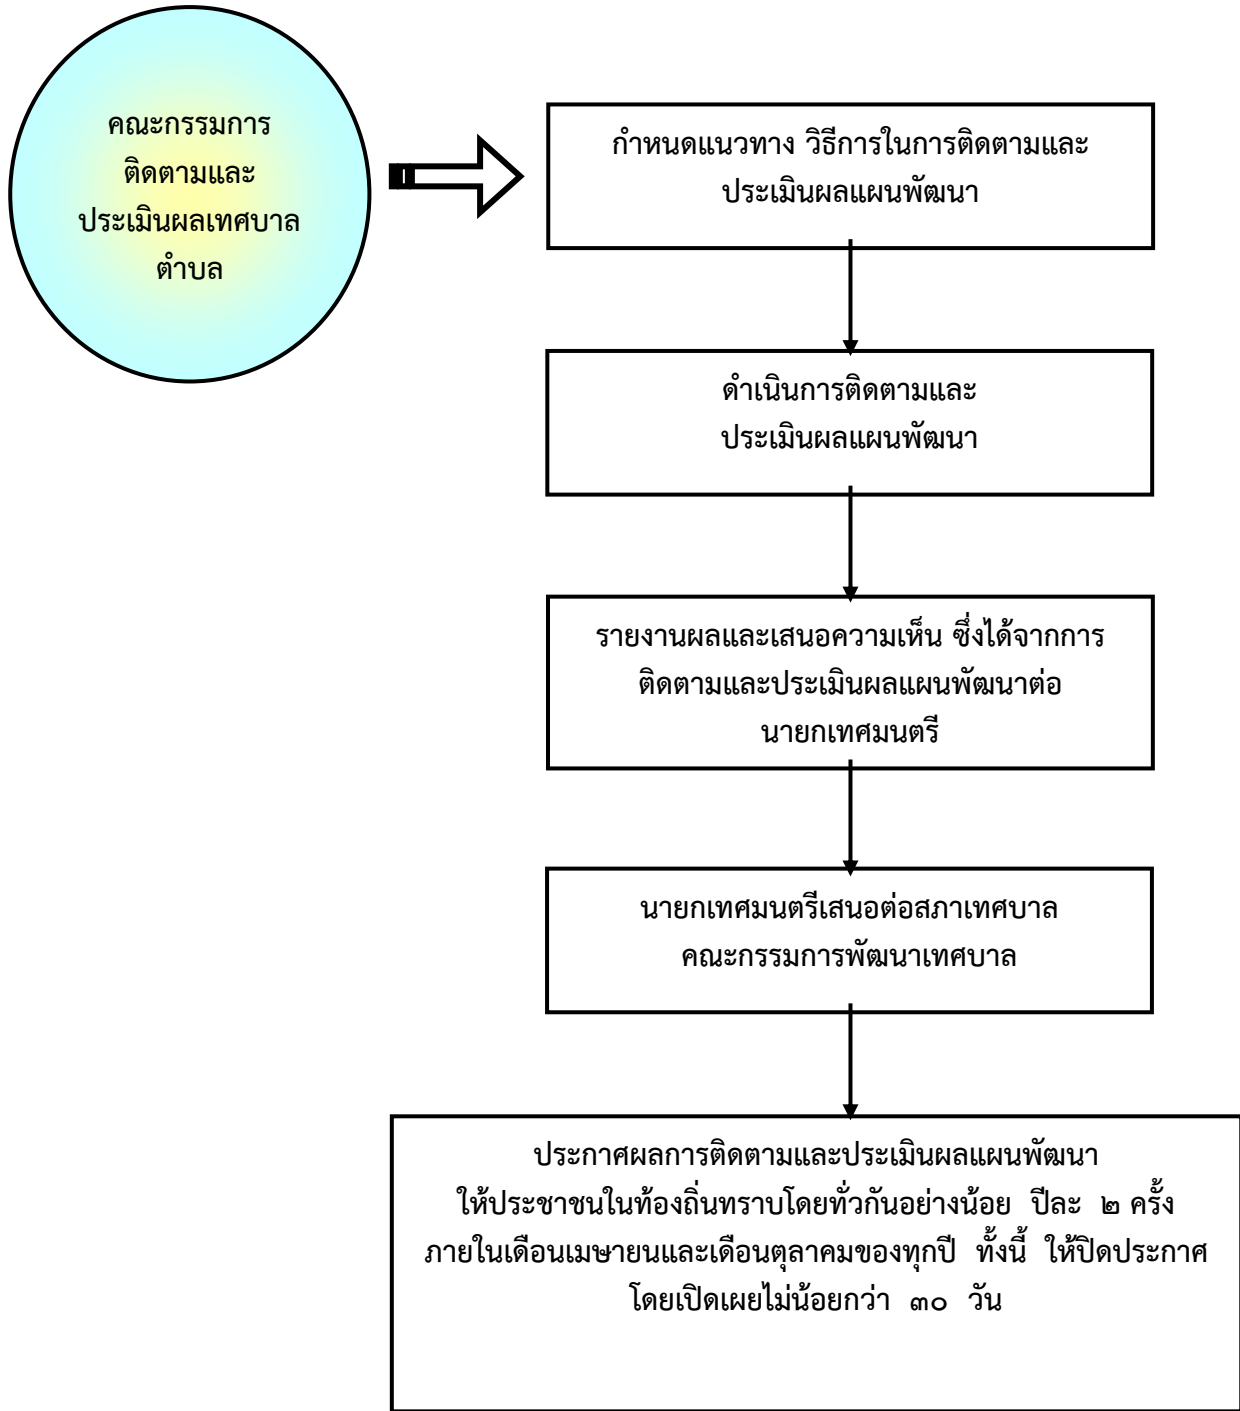 คณะกรรมการ
ติดตามและ
ประเมินผลเทศบาล
ตำบล
กำหนดแนวทาง วิธีการในการติดตามและ
ประเมินผลแผนพัฒนา
ดำเนินการติดตามและ
ประเมินผลแผนพัฒนา
รายงานผลและเสนอความเห็น ซึ่งได้จากการ
ติดตามและประเมินผลแผนพัฒนาต่อ
นายกเทศมนตรี
นายกเทศมนตรีเสนอต่อสภาเทศบาล
คณะกรรมการพัฒนาเทศบาล
ประกาศผลการติดตามและประเมินผลแผนพัฒนา
ให้ประชาชนในท้องถิ่นทราบโดยทั่วกันอย่างน้อย ปีละ ๒ ครั้ง
ภายในเดือนเมษายนและเดือนตุลาคมของทุกปี ทั้งนี้ ให้ปิดประกาศ
โดยเปิดเผยไม่น้อยกว่า ๓๐ วัน